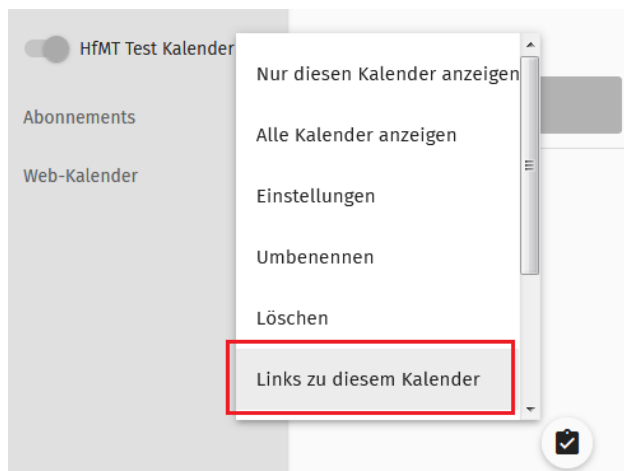 HfMT Test Kalender
Abonnements
Web-Kalender
Nur diesen Kalender anzeigen
Alle Kalender anzeigen
Einstellungen
Umbenennen
Löschen
Links zu diesem Kalender